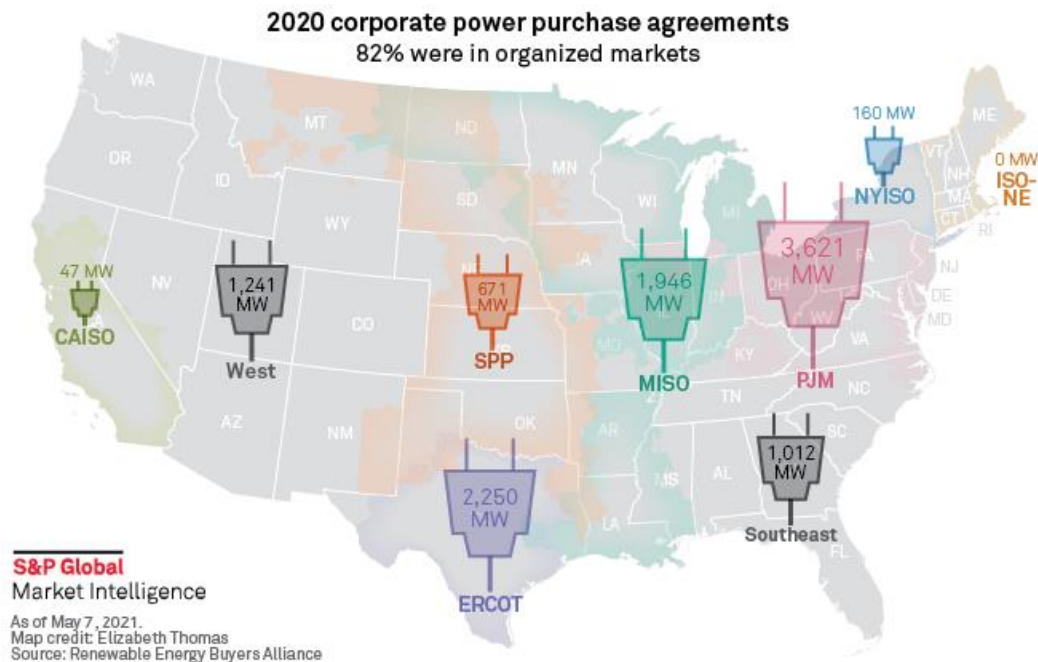 2020 corporate power purchase agreements
82% were in organized markets
WA
OR
ID
MT
ND
SD
WY
NV
CO
AZ
NM
OK
MN
WI
MI
IA
MO
IL
IN
OH
KY
WV
PA
VA
NC
TN
SC
AR
MS
AL
LA
FL
NJ
DE
MD
ME
VT
NH
MA
CT
RI
47 MW
CAISO
1,241
MW
West
671
MW
SPP
1,946
MW
MISO
3,621
MW
PJM
160 MW
NYISO
0 MW
ISO-
NE
2,250
MW
ERCOT
1,012
MW
Southeast
S&P Global
Market Intelligence
As of May 7, 2021.
Map credit: Elizabeth Thomas
Source: Renewable Energy Buyers Alliance